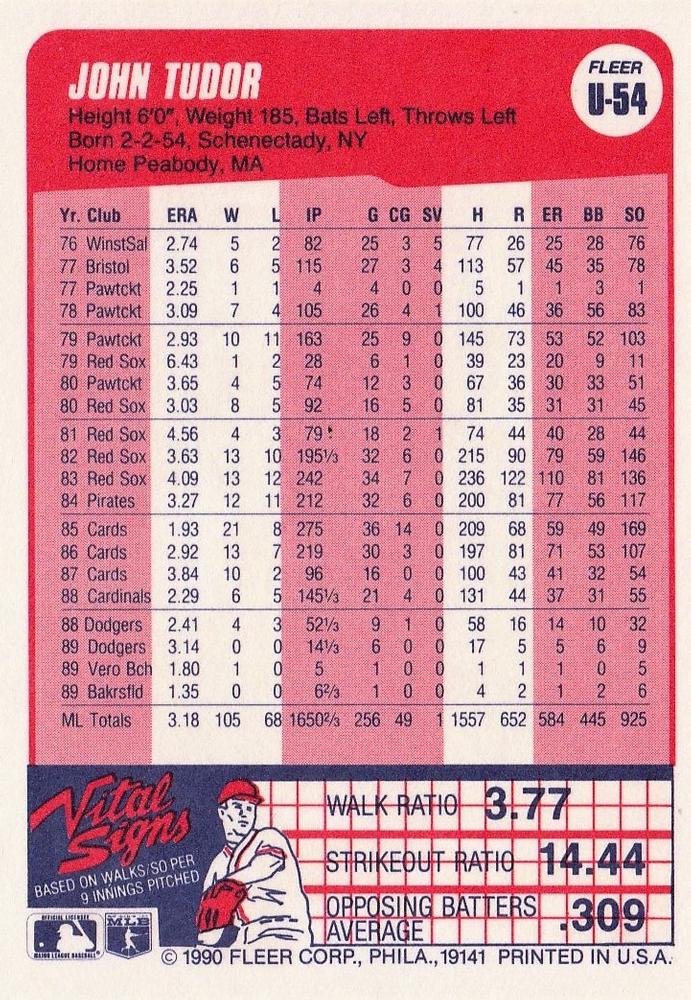 JOHN TUDOR
FLEER
U-54
Height 6'0", Weight 185, Bats Left, Throws Left
Born 2-2-54, Schenectady, NY
Home Peabody, MA
Yr. Club ERA W L IP G CG SV H R ER BB SO
76 WinstSal 2.74 5 2 82 25 3 5 77 26 25 28 76
77 Bristol 3.52 6 5 115 27 3 4 113 57 45 35 78
77 Pawtckt 2.25 1 1 4 4 0 0 5 1 1 3 1
78 Pawtckt 3.09 7 4 105 26 4 1 100 46 36 56 83
79 Pawtckt 2.93 10 11 163 25 9 0 145 73 53 52 103
79 Red Sox 6.43 1 2 28 6 1 0 39 23 20 9 11
80 Pawtckt 3.65 4 5 74 12 3 0 67 36 30 33 51
80 Red Sox 3.03 8 5 92 16 5 0 81 35 31 31 45
81 Red Sox 4.56 4 3 79 18 2 1 74 44 40 28 44
82 Red Sox 3.63 13 10 195⅓ 32 6 0 215 90 79 59 146
83 Red Sox 4.09 13 12 242 34 7 0 236 122 110 81 136
84 Pirates 3.27 12 11 212 32 6 0 200 81 77 56 117
85 Cards 1.93 21 8 275 36 14 0 209 68 59 49 169
86 Cards 2.92 13 7 219 30 3 0 197 81 71 53 107
87 Cards 3.84 10 2 96 16 0 0 100 43 41 32 54
88 Cardinals 2.29 6 5 145⅓ 21 4 0 131 44 37 31 55
88 Dodgers 2.41 4 3 52⅓ 9 1 0 58 16 14 10 32
89 Dodgers 3.14 0 0 14⅓ 6 0 0 17 5 5 6 9
89 Vero Bch 1.80 1 0 5 1 0 0 1 1 1 0 5
89 Bakrsfld 1.35 0 0 6⅔ 1 0 0 4 2 1 2 6
ML Totals 3.18 105 68 1650⅔ 256 49 1 1557 652 584 445 925
Vital
Signs
BASED ON WALKS/SO PER
9 INNINGS PITCHED
WALK RATIO 3.77
STRIKEOUT RATIO 14.44
OPPOSING BATTERS
AVERAGE .309
OFFICIAL LICENSEE
MAJOR LEAGUE BASEBALL
MLB
© 1990 FLEER CORP., PHILA., 19141 PRINTED IN U.S.A.